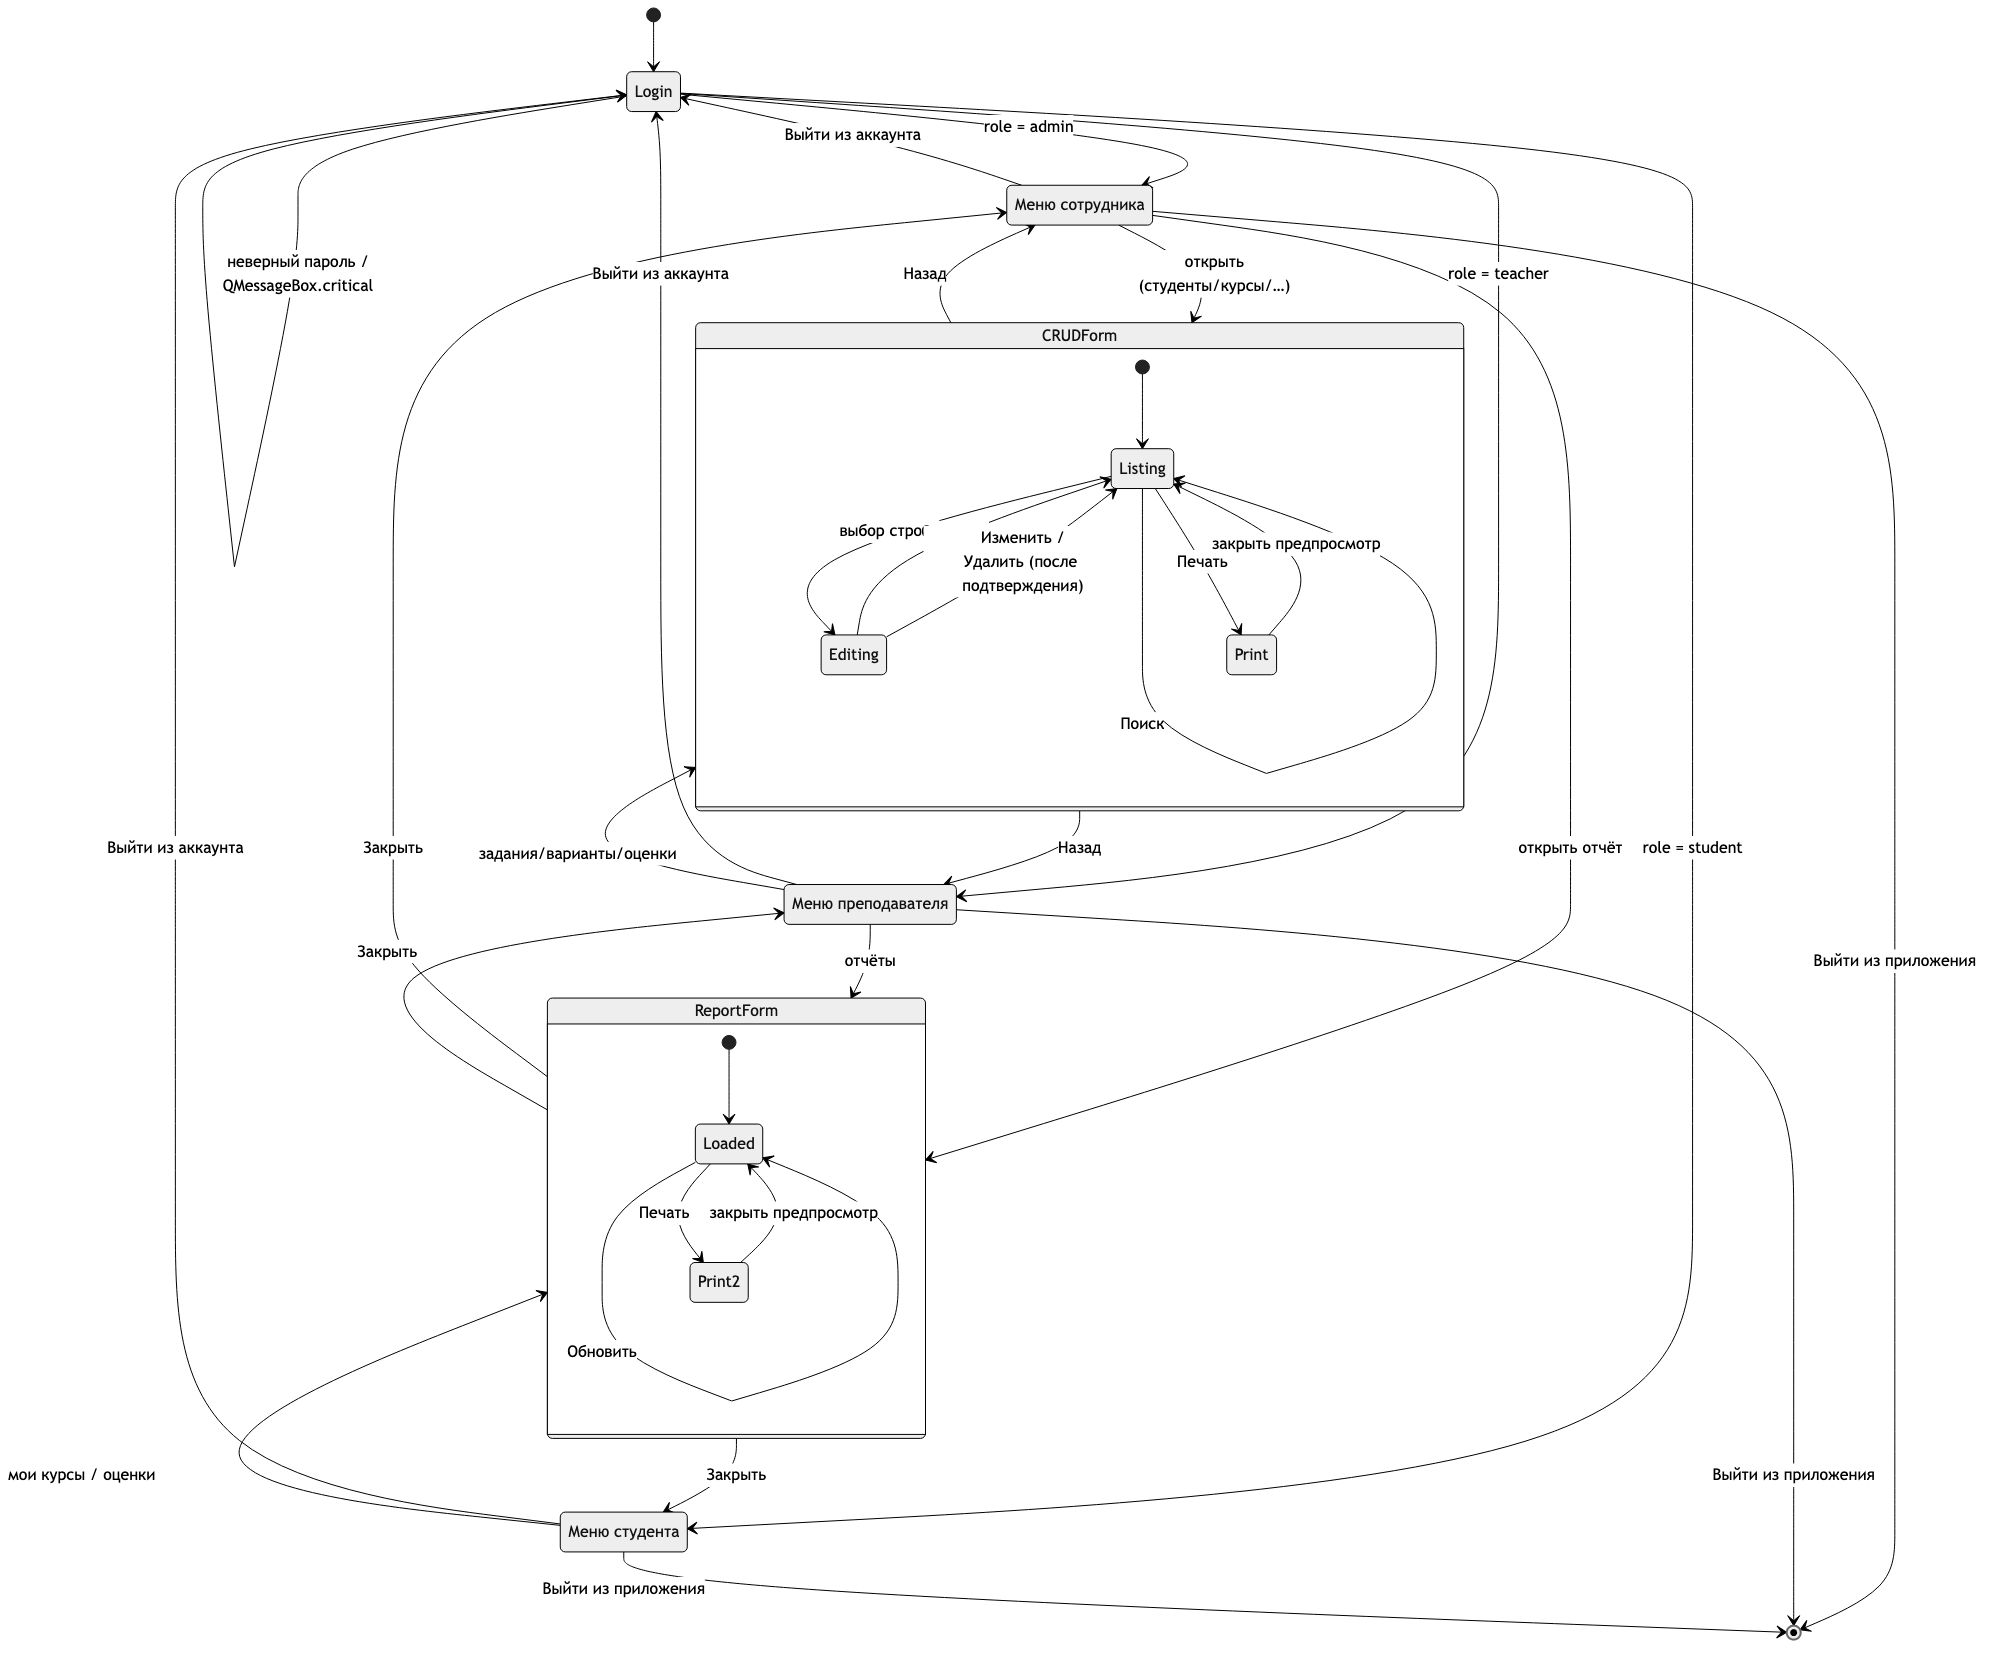 Login
Выйти из аккаунта
role = admin
Меню сотрудника
неверный пароль /
QMessageBox.critical
Выйти из аккаунта
Назад
открыть
(студенты/курсы/...)
role = teacher
CRUDForm
Listing
выбор
Изменить /
Удалить (после
подтверждения)
Печать
закрыть предпросмотр
Editing
Print
Поиск
Выйти из аккаунта
Закрыть
задания/варианты/оценки
Назад
открыть отчёт
role = student
Меню преподавателя
Закрыть
отчёты
Выйти из приложения
ReportForm
Loaded
Печать
закрыть предпросмотр
Print2
Обновить
мои курсы / оценки
Закрыть
Выйти из приложения
Меню студента
Выйти из приложения